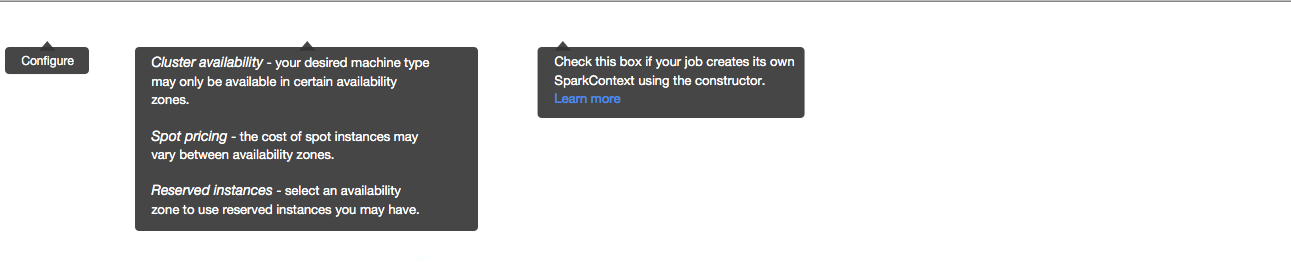 Configure
Cluster availability - your desired machine type
may only be available in certain availability
zones.
Spot pricing - the cost of spot instances may
vary between availability zones.
Reserved instances - select an availability
zone to use reserved instances you may have.
Check this box if your job creates its own
SparkContext using the constructor.
Learn more